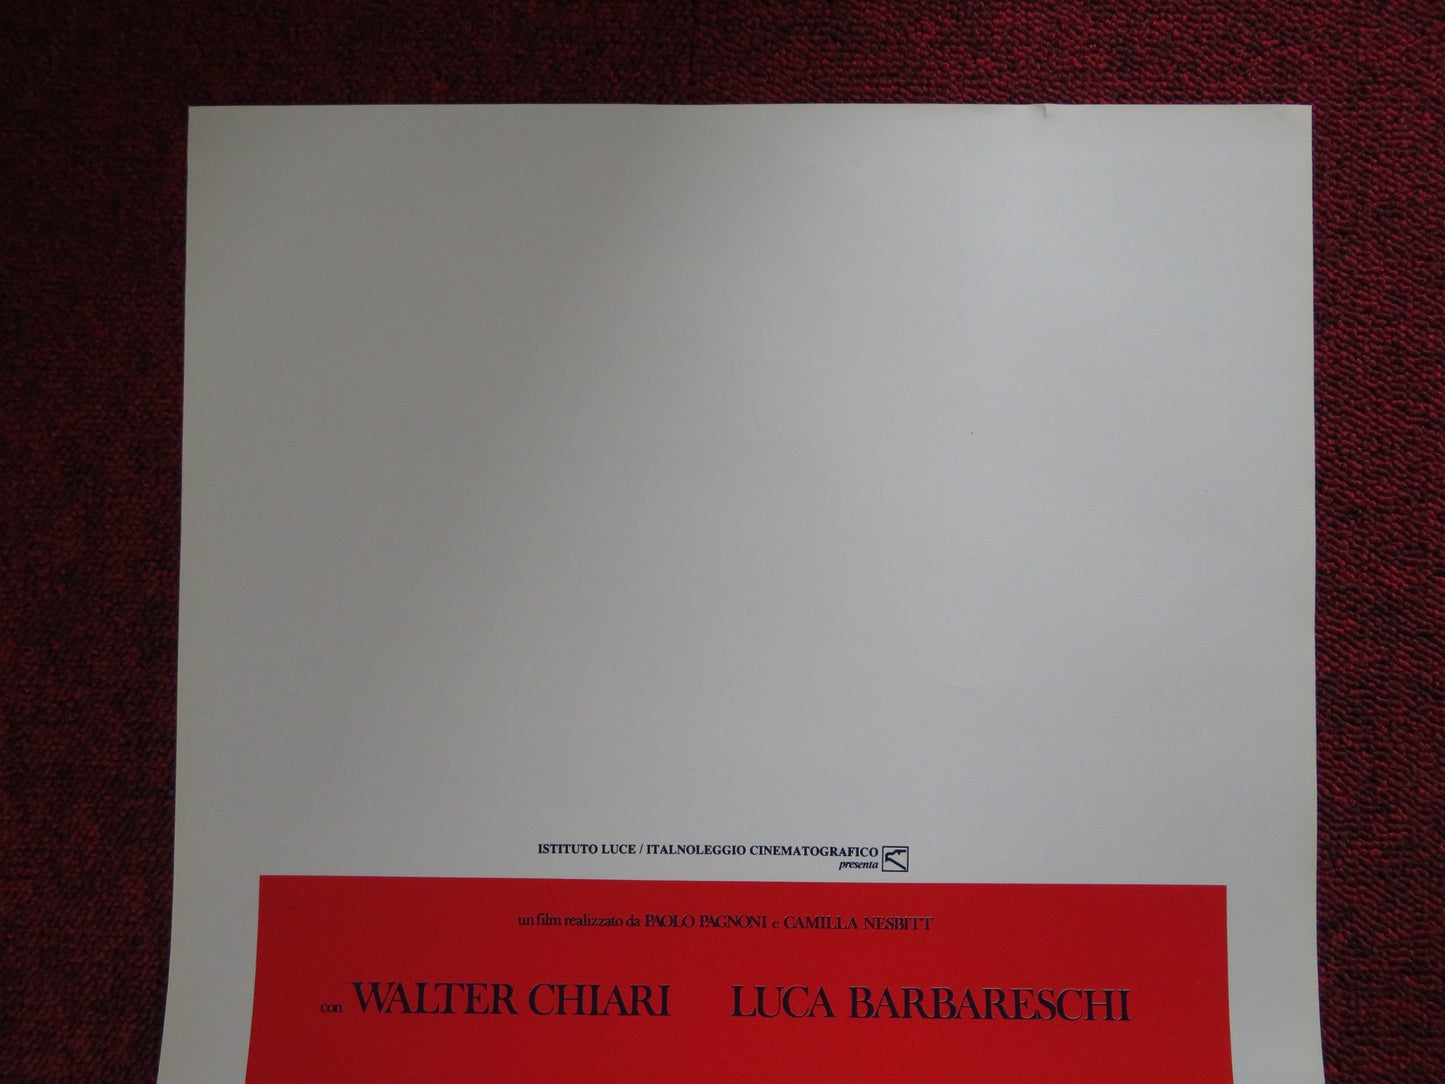 ISTITUTO LUCE / ITALNOLEGGIO CINEMATOGRAFICO
presenta
un film realizzato da PAOLO PAGNONI e CAMILLA NESBITT
con WALTER CHIARI LUCA BARBARESCHI